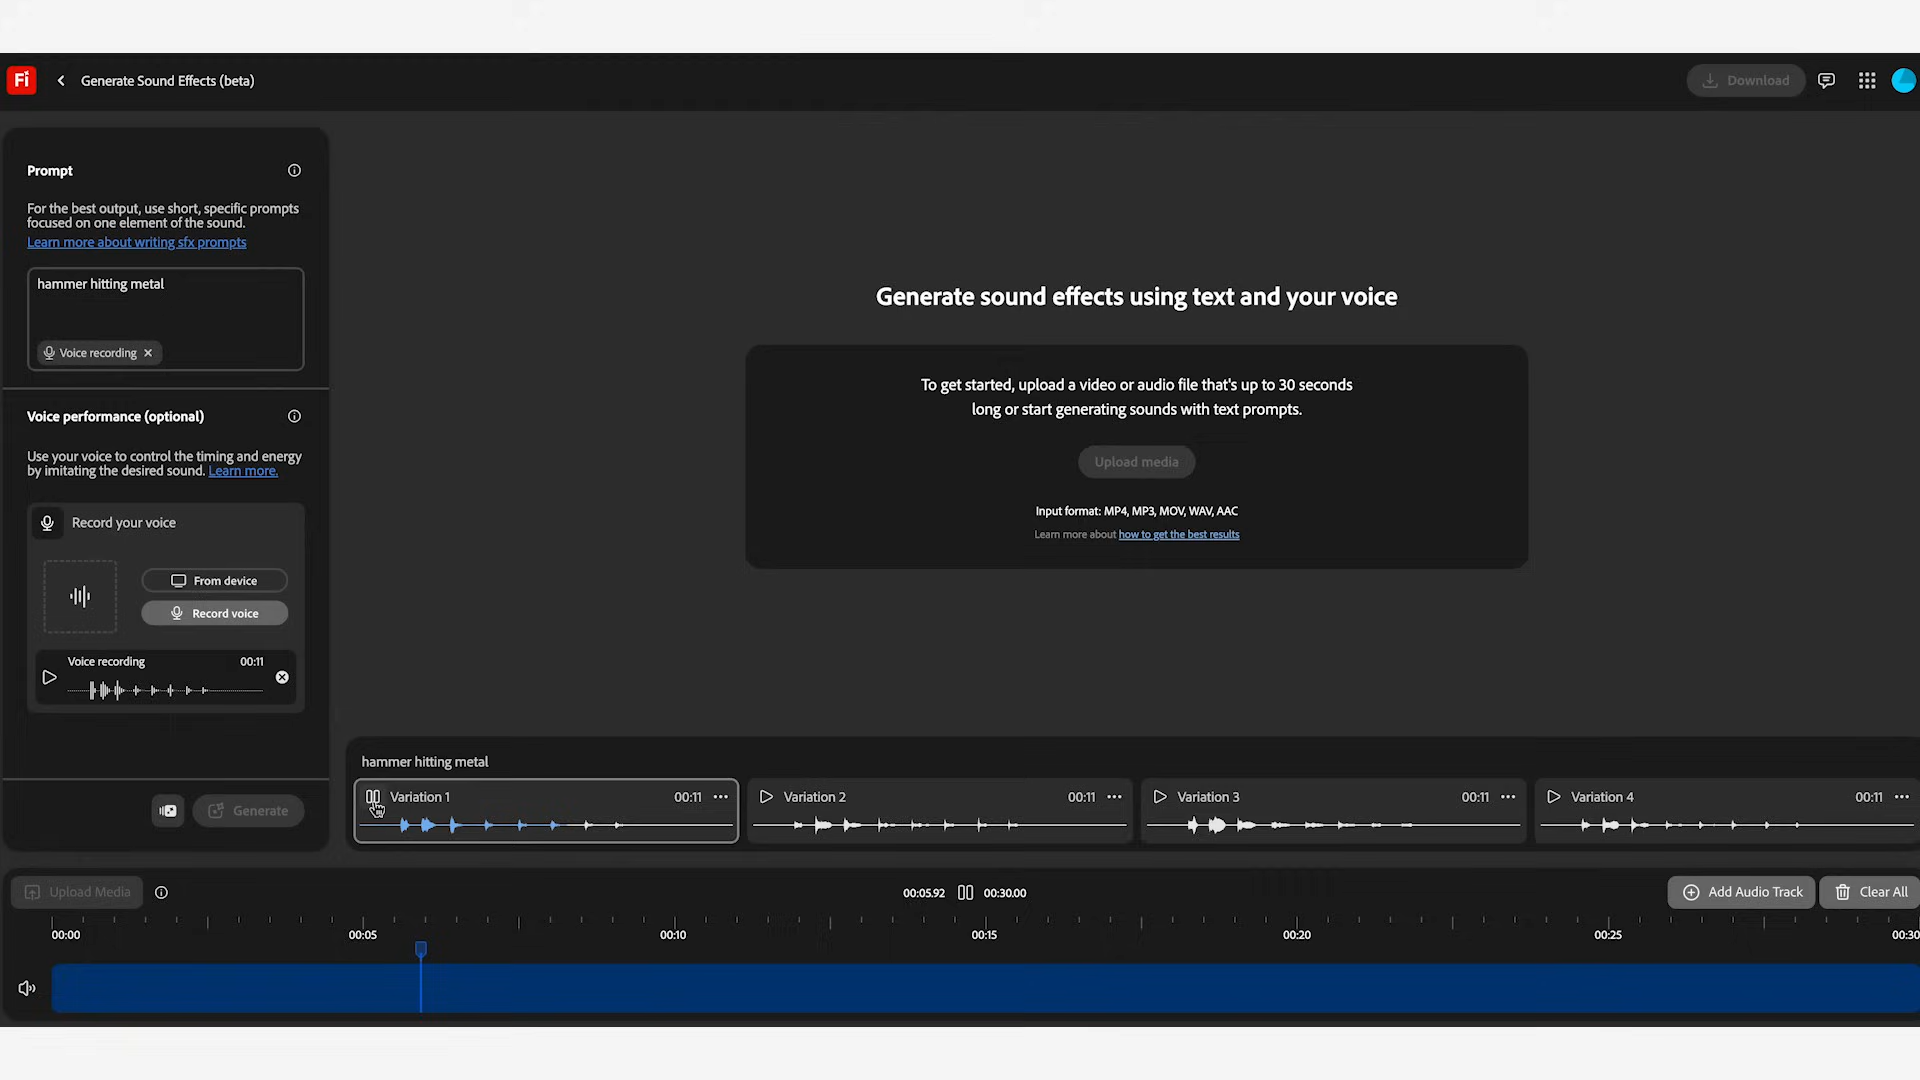 Fi
Generate Sound Effects (beta)
Download
Prompt
For the best output, use short, specific prompts
focused on one element of the sound.
Learn more about writing sfx prompts
hammer hitting metal
Voice recording
Voice performance (optional)
Use your voice to control the timing and energy
by imitating the desired sound. Learn more.
Record your voice
From device
Record voice
Voice recording 00:11
Generate
Generate sound effects using text and your voice
To get started, upload a video or audio file that's up to 30 seconds
long or start generating sounds with text prompts.
Upload media
Input format: MP4, MP3, MOV, WAV, AAC
Learn more about how to get the best results
hammer hitting metal
Variation 1 00:11
Variation 2 00:11
Variation 3 00:11
Variation 4 00:11
Upload Media
00:05.92 00:30.00
Add Audio Track
Clear All
00:00 00:05 00:10 00:15 00:20 00:25 00:30